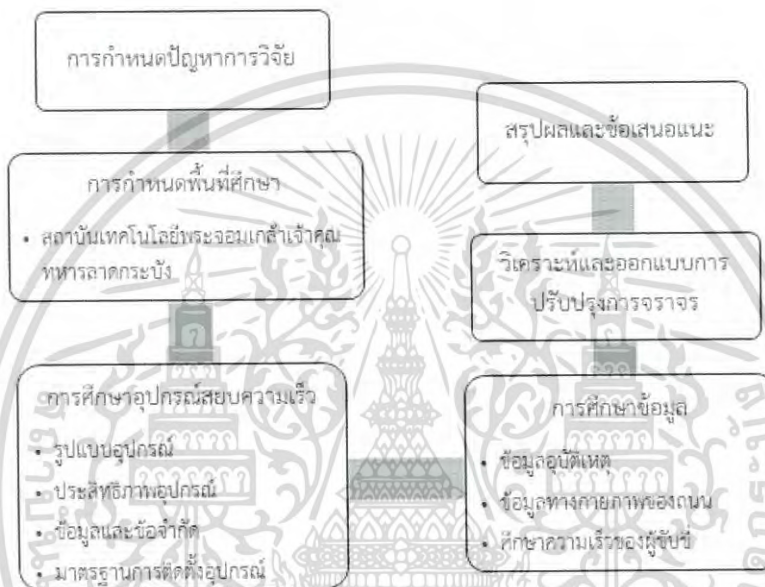 การกำหนดปัญหาการวิจัย
การกำหนดพื้นที่ศึกษา
• สถาบันเทคโนโลยีพระจอมเกล้าเจ้าคุณ
ทหารลาดกระบัง
การศึกษาอุปกรณ์สยบความเร็ว
• รูปแบบอุปกรณ์
• ประสิทธิภาพอุปกรณ์
• ข้อมูลและข้อจำกัด
• มาตรฐานการติดตั้งอุปกรณ์
การศึกษาข้อมูล
• ข้อมูลอุบัติเหตุ
• ข้อมูลทางกายภาพของถนน
• ศึกษาความเร็วของผู้ขับขี่
วิเคราะห์และออกแบบการ
ปรับปรุงการจราจร
สรุปผลและข้อเสนอแนะ